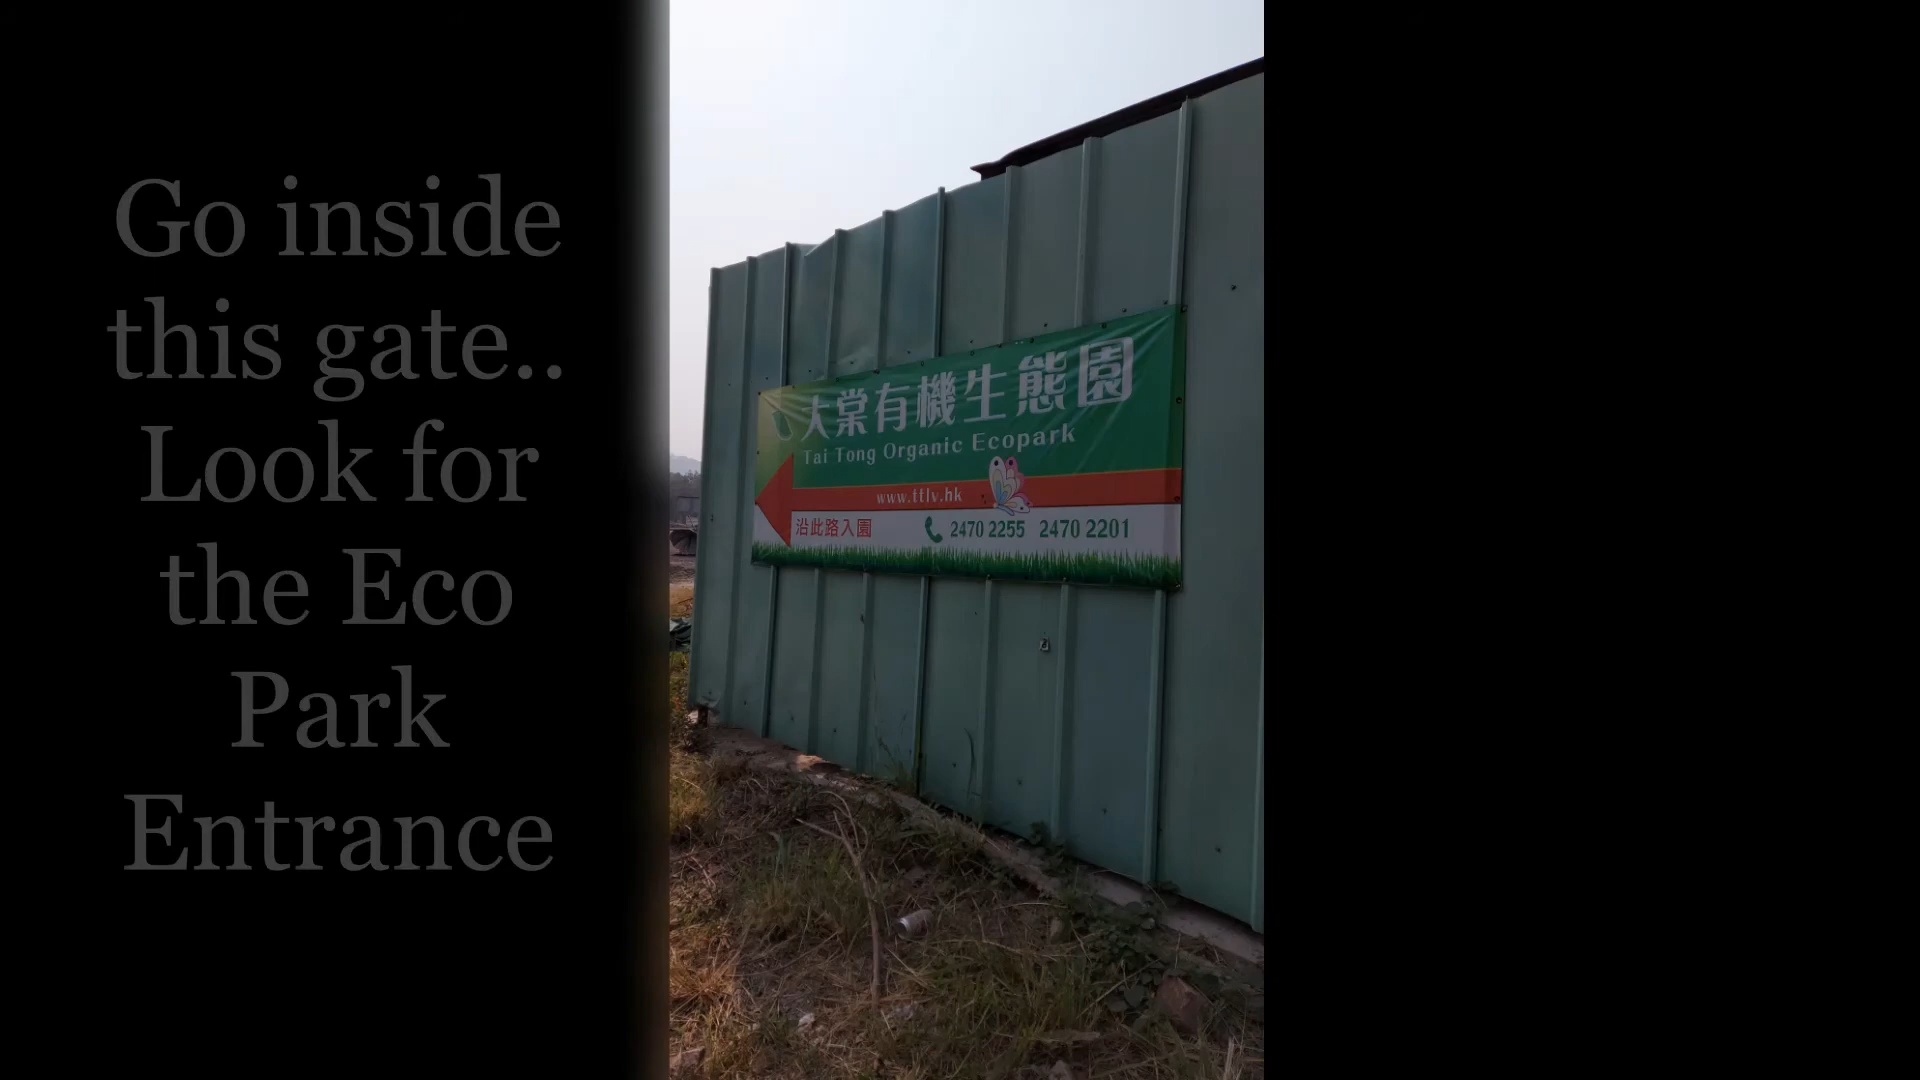 Go inside
this gate..
Look for
the Eco
Park
Entrance
大棠有機生態園
Tai Tong Organic Ecopark
www.ttlv.hk
沿此路入園
2470 2255 2470 2201